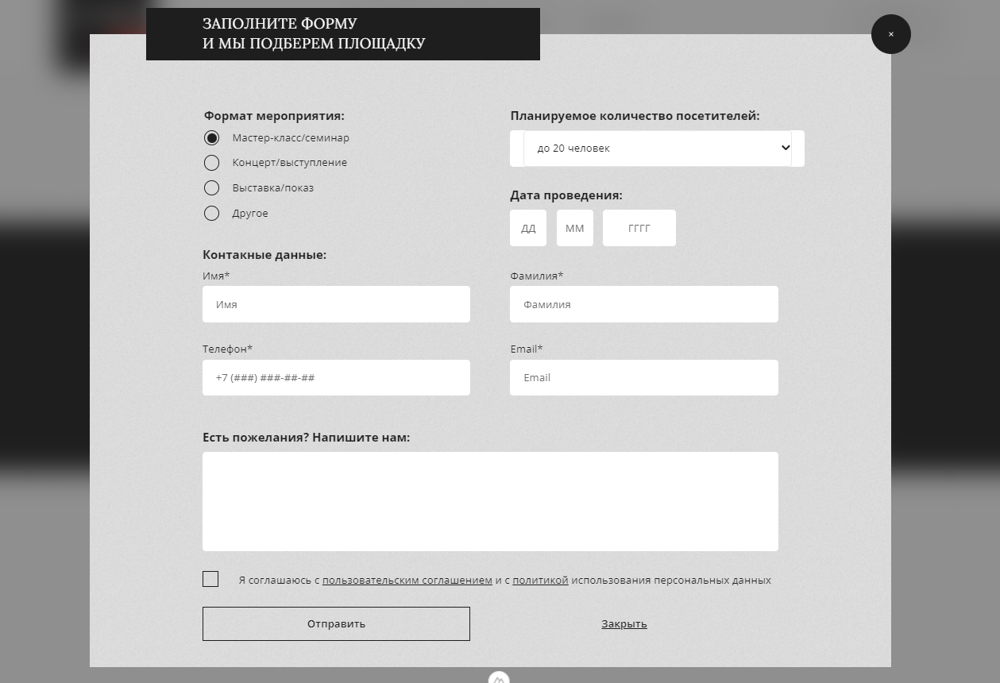 ЗАПОЛНИТЕ ФОРМУ
И МЫ ПОДБЕРЕМ ПЛОЩАДКУ
×
Формат мероприятия:
Мастер-класс/семинар
Концерт/выступление
Выставка/показ
Другое
Планируемое количество посетителей:
до 20 человек
Дата проведения:
ДД ММ ГГГГ
Контакные данные:
Имя*
Имя
Фамилия*
Фамилия
Телефон*
+7 (###) ###-##-##
Email*
Email
Есть пожелания? Напишите нам:
Я соглашаюсь с пользовательским соглашением и с политикой использования персональных данных
Отправить
Закрыть